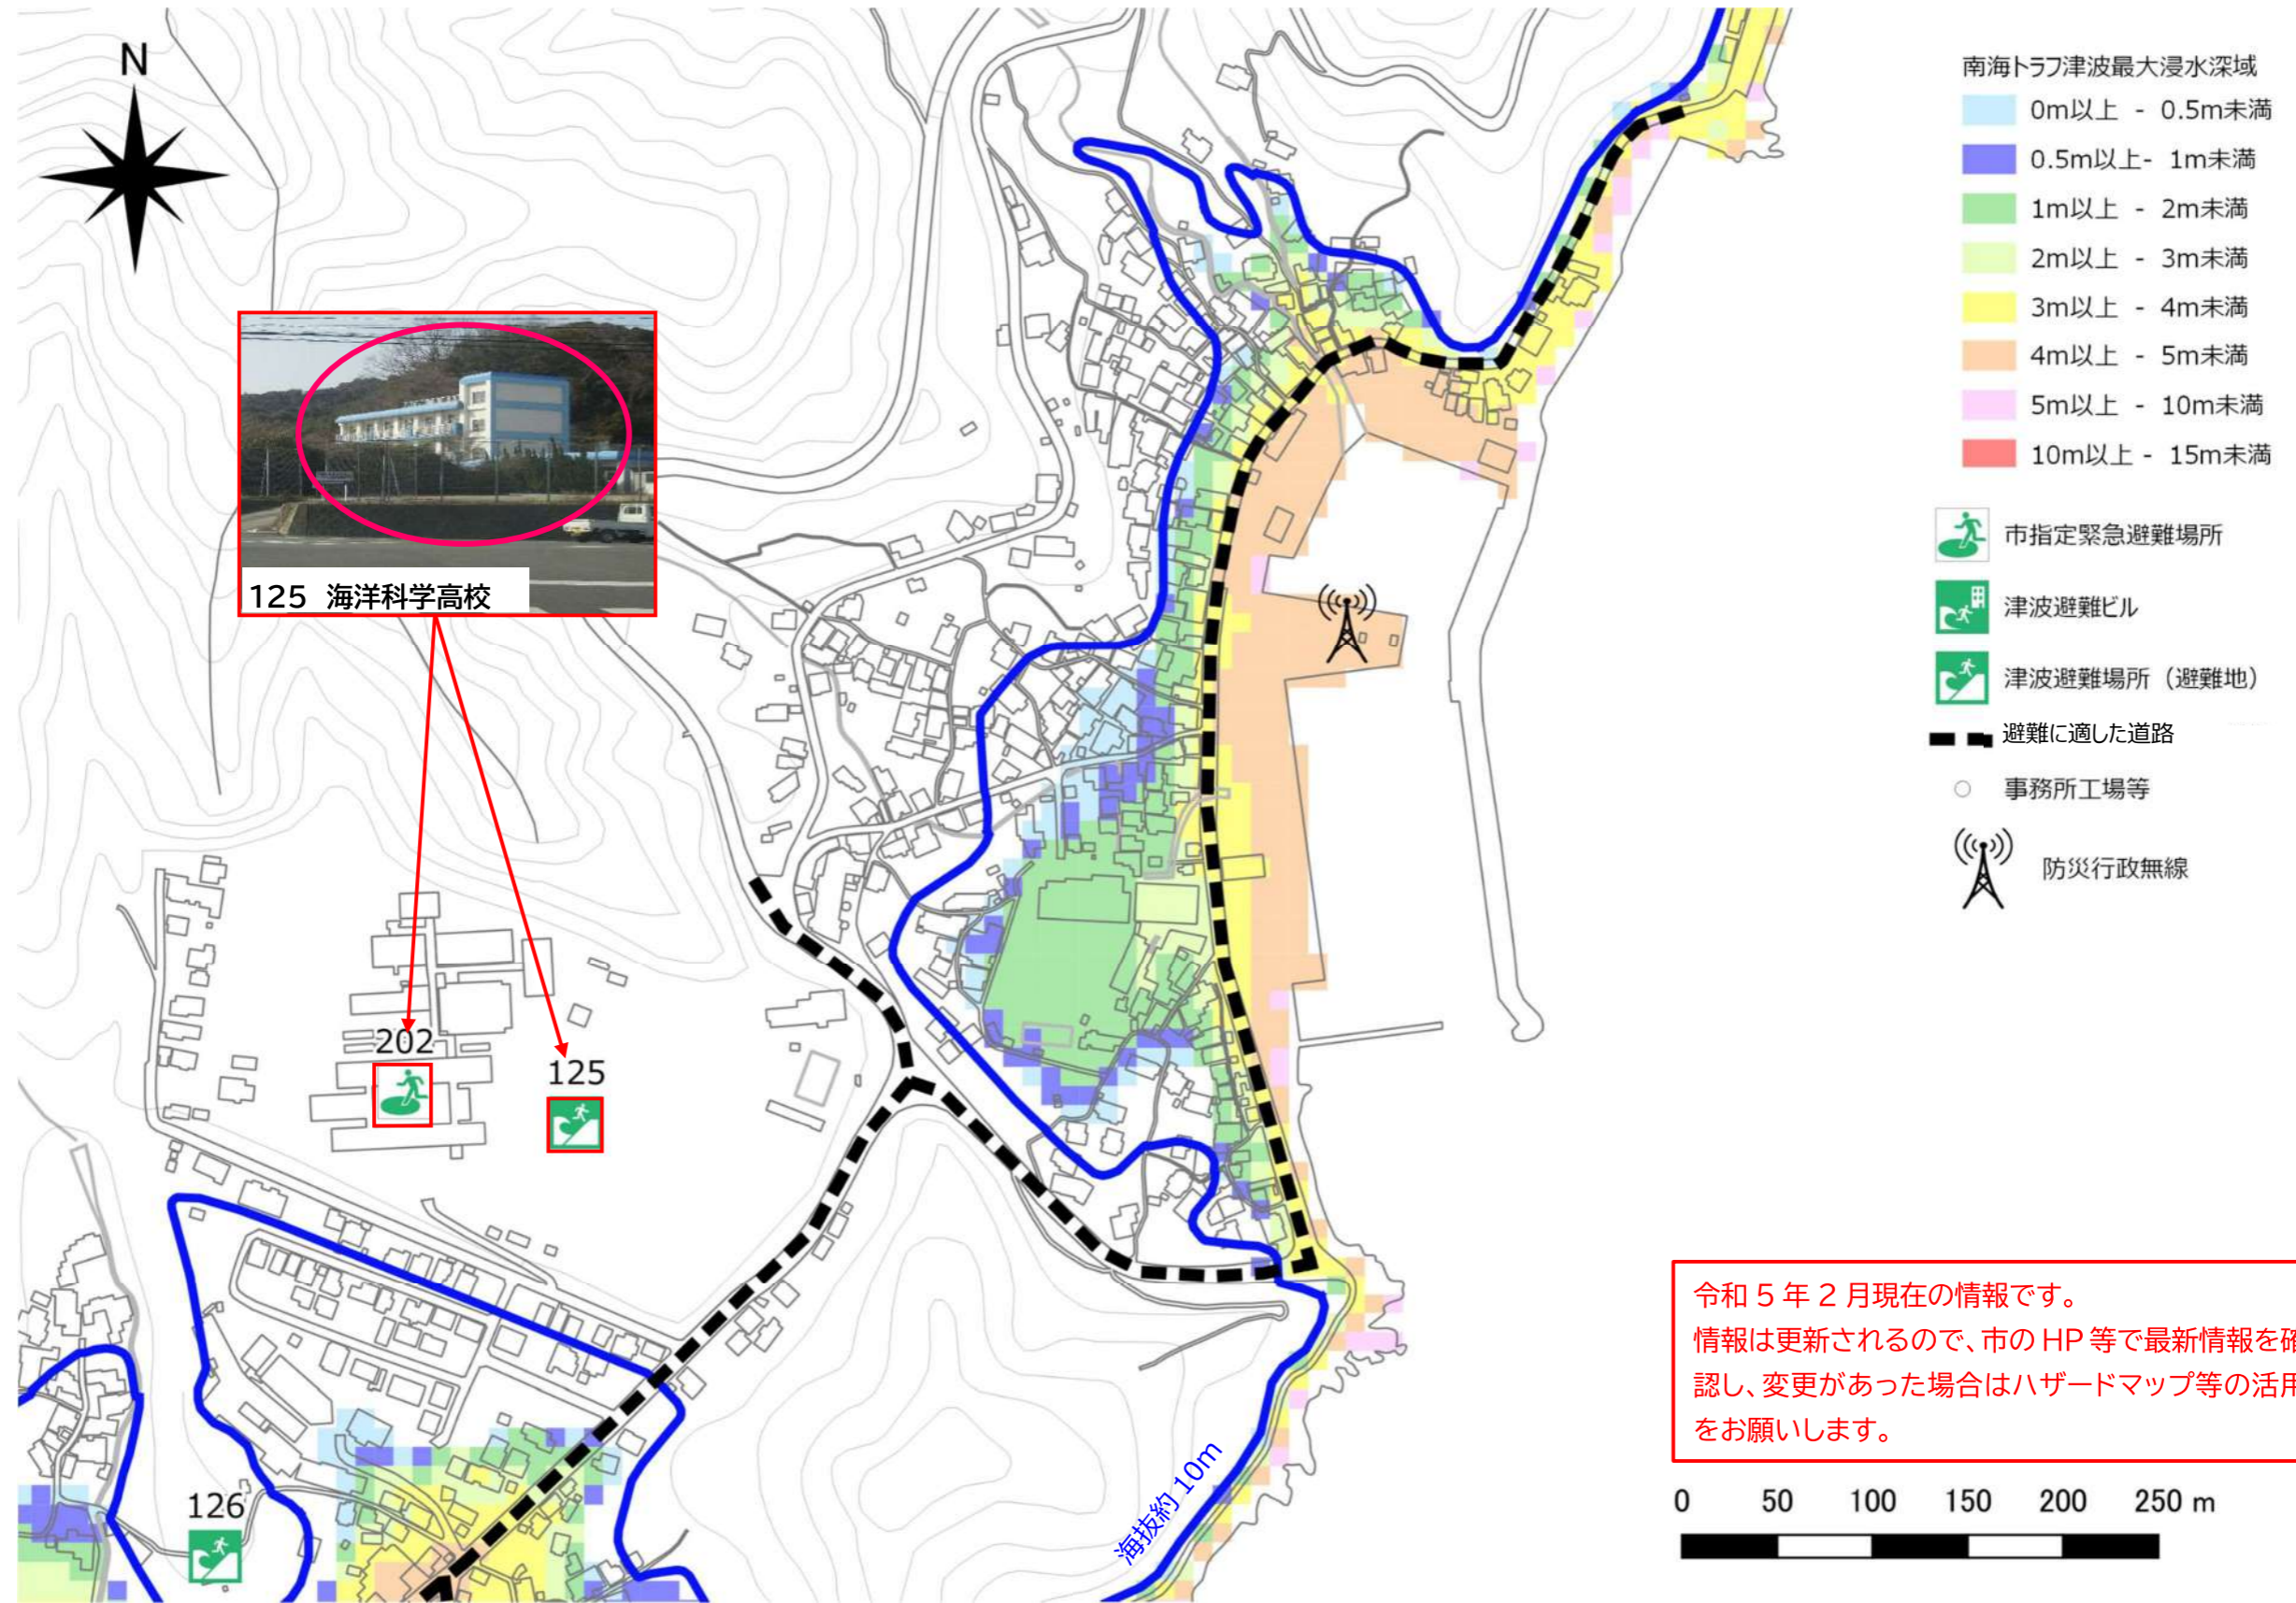 N
南海トラフ津波最大浸水深域
0m以上 - 0.5m未満
0.5m以上- 1m未満
1m以上 - 2m未満
2m以上 - 3m未満
3m以上 - 4m未満
4m以上 - 5m未満
5m以上 - 10m未満
10m以上 - 15m未満
市指定緊急避難場所
津波避難ビル
津波避難場所（避難地）
避難に適した道路
事務所工場等
防災行政無線
125 海洋科学高校
202
125
126
海抜約10m
令和5年2月現在の情報です。
情報は更新されるので、市のHP等で最新情報を確
認し、変更があった場合はハザードマップ等の活用
をお願いします。
0 50 100 150 200 250 m